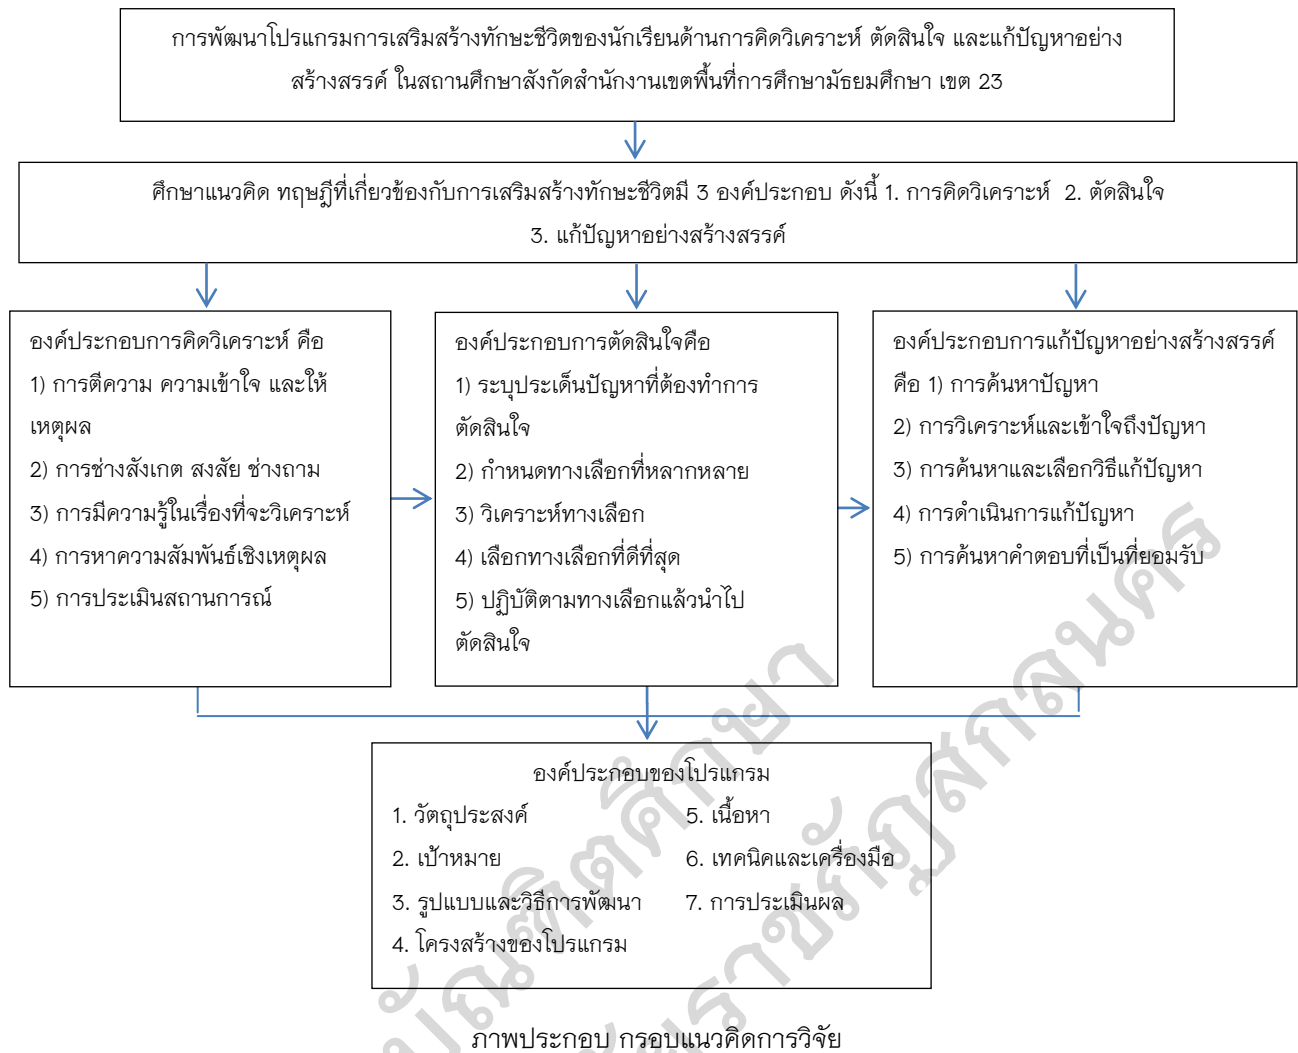 การพัฒนาโปรแกรมการเสริมสร้างทักษะชีวิตของนักเรียนด้านการคิดวิเคราะห์ ตัดสินใจ และแก้ปัญหาอย่าง
สร้างสรรค์ ในสถานศึกษาสังกัดสำนักงานเขตพื้นที่การศึกษามัธยมศึกษา เขต 23
ศึกษาแนวคิด ทฤษฎีที่เกี่ยวข้องกับการเสริมสร้างทักษะชีวิตมี 3 องค์ประกอบ ดังนี้ 1. การคิดวิเคราะห์ 2. ตัดสินใจ
3. แก้ปัญหาอย่างสร้างสรรค์
องค์ประกอบการคิดวิเคราะห์ คือ
1) การตีความ ความเข้าใจ และให้
เหตุผล
2) การช่างสังเกต สงสัย ช่างถาม
3) การมีความรู้ในเรื่องที่จะวิเคราะห์
4) การหาความสัมพันธ์เชิงเหตุผล
5) การประเมินสถานการณ์
องค์ประกอบการตัดสินใจคือ
1) ระบุประเด็นปัญหาที่ต้องทำการ
ตัดสินใจ
2) กำหนดทางเลือกที่หลากหลาย
3) วิเคราะห์ทางเลือก
4) เลือกทางเลือกที่ดีที่สุด
5) ปฏิบัติตามทางเลือกแล้วนำไป
ตัดสินใจ
องค์ประกอบการแก้ปัญหาอย่างสร้างสรรค์
คือ 1) การค้นหาปัญหา
2) การวิเคราะห์และเข้าใจถึงปัญหา
3) การค้นหาและเลือกวิธีแก้ปัญหา
4) การดำเนินการแก้ปัญหา
5) การค้นหาคำตอบที่เป็นที่ยอมรับ
องค์ประกอบของโปรแกรม
1. วัตถุประสงค์
2. เป้าหมาย
3. รูปแบบและวิธีการพัฒนา
4. โครงสร้างของโปรแกรม
5. เนื้อหา
6. เทคนิคและเครื่องมือ
7. การประเมินผล
ภาพประกอบ กรอบแนวคิดการวิจัย